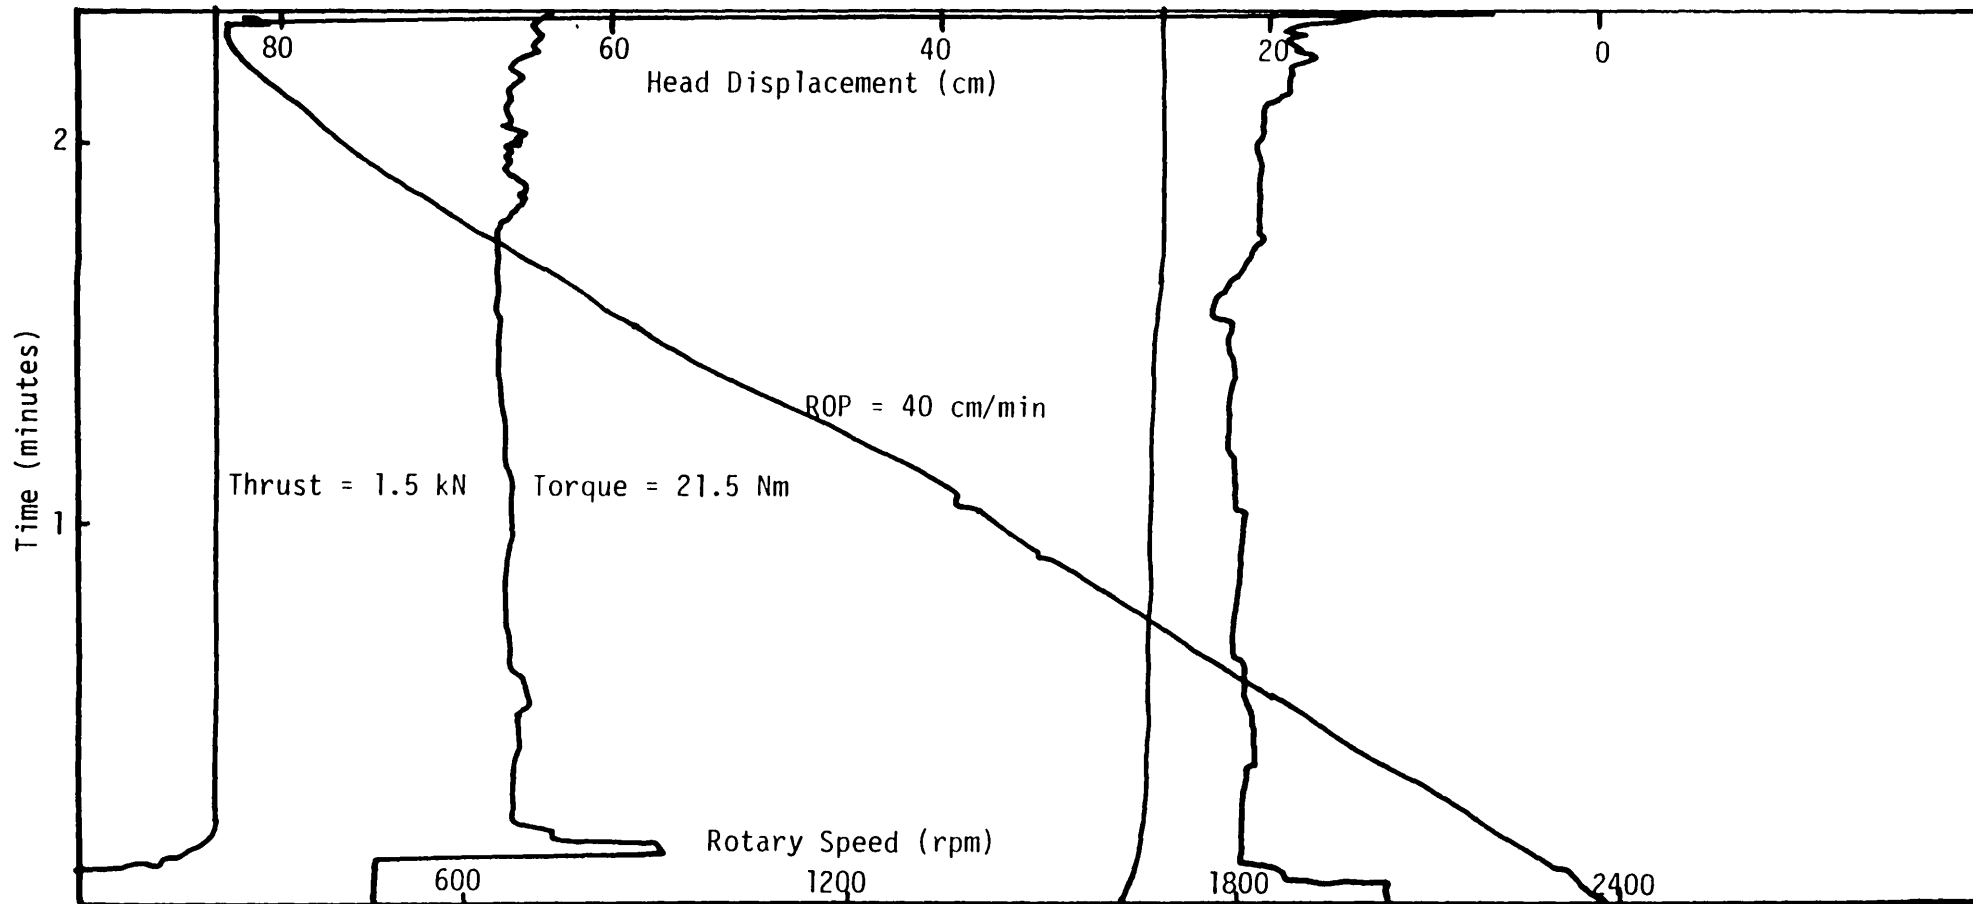 80 60 40 20 0
Head Displacement (cm)
2
Time (minutes)
ROP = 40 cm/min
Thrust = 1.5 kN Torque = 21.5 Nm
1
Rotary Speed (rpm)
600 1200 1800 2400